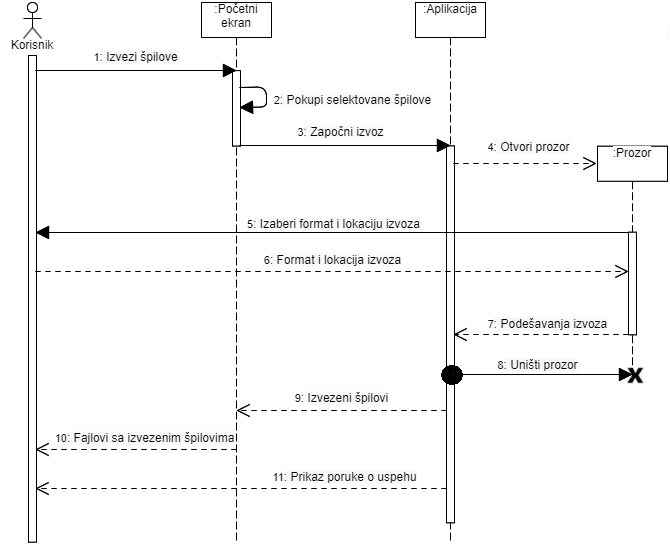 :Početni
ekran
:Aplikacija
Korisnik
1: Izvezi špilove
2: Pokupi selektovane špilove
3: Započni izvoz
4: Otvori prozor
:Prozor
5: Izaberi format i lokaciju izvoza
6: Format i lokacija izvoza
7: Podešavanja izvoza
8: Uništi prozor
9: Izvezeni špilovi
10: Fajlovi sa izvezenim špilovima
11: Prikaz poruke o uspehu